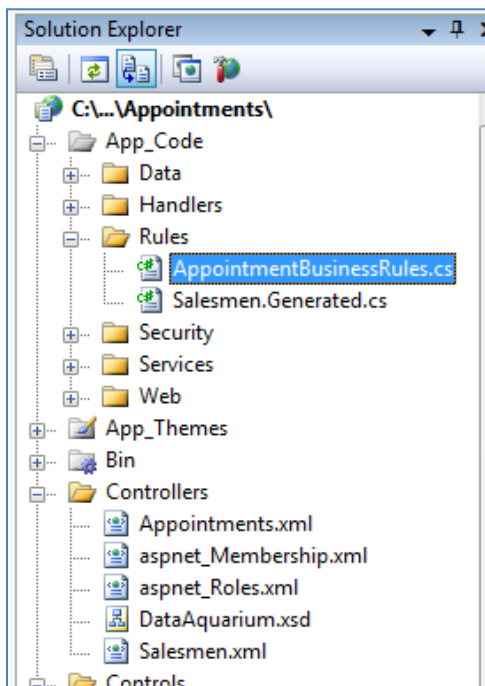 Solution Explorer
C:\...\Appointments\
App_Code
Data
Handlers
Rules
AppointmentBusinessRules.cs
Salesmen.Generated.cs
Security
Services
Web
App_Themes
Bin
Controllers
Appointments.xml
aspnet_Membership.xml
aspnet_Roles.xml
DataAquarium.xsd
Salesmen.xml
Controls